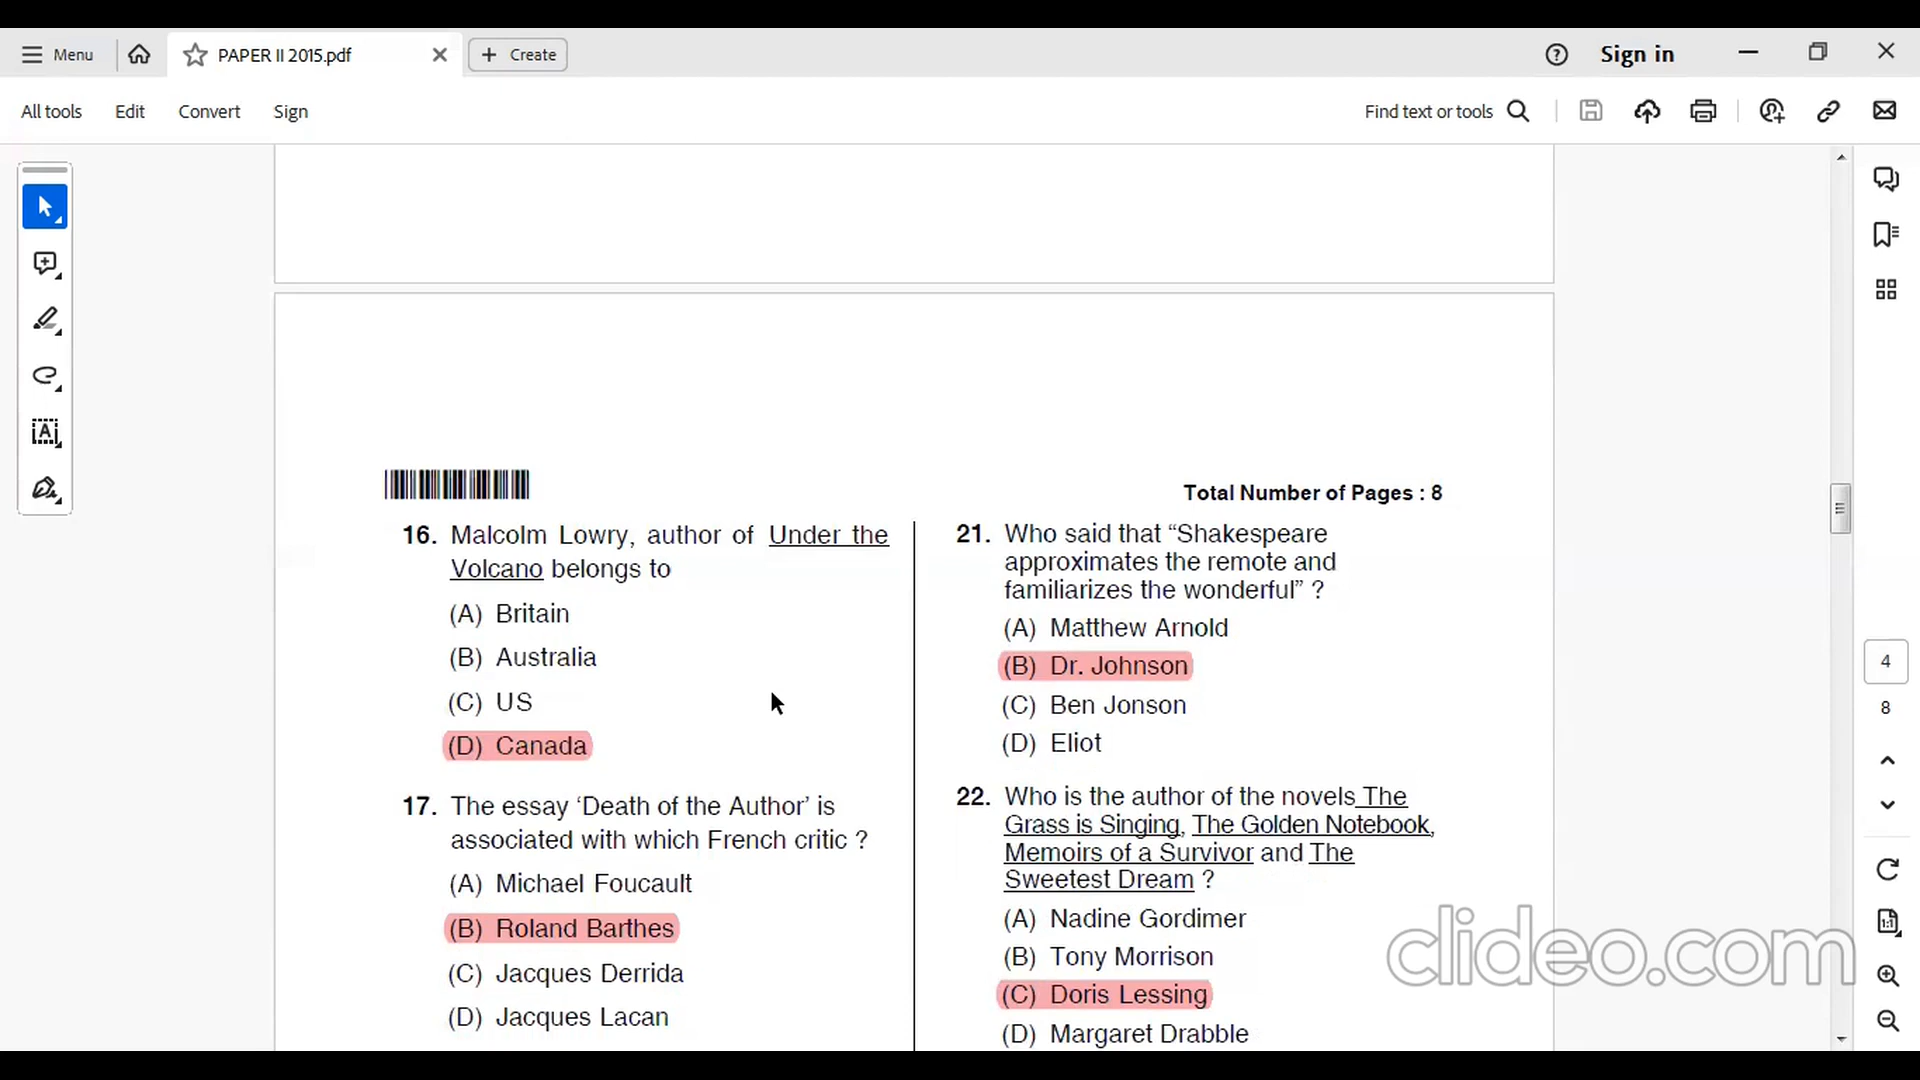 Menu
PAPER II 2015.pdf
Create
Sign in
All tools
Edit
Convert
Sign
Find text or tools
Total Number of Pages : 8
16. Malcolm Lowry, author of Under the
Volcano belongs to
(A) Britain
(B) Australia
(C) US
(D) Canada
17. The essay ‘Death of the Author’ is
associated with which French critic ?
(A) Michael Foucault
(B) Roland Barthes
(C) Jacques Derrida
(D) Jacques Lacan
21. Who said that “Shakespeare
approximates the remote and
familiarizes the wonderful” ?
(A) Matthew Arnold
(B) Dr. Johnson
(C) Ben Jonson
(D) Eliot
22. Who is the author of the novels The
Grass is Singing, The Golden Notebook,
Memoirs of a Survivor and The
Sweetest Dream ?
(A) Nadine Gordimer
(B) Tony Morrison
(C) Doris Lessing
(D) Margaret Drabble
4
8
1:1
clideo.com